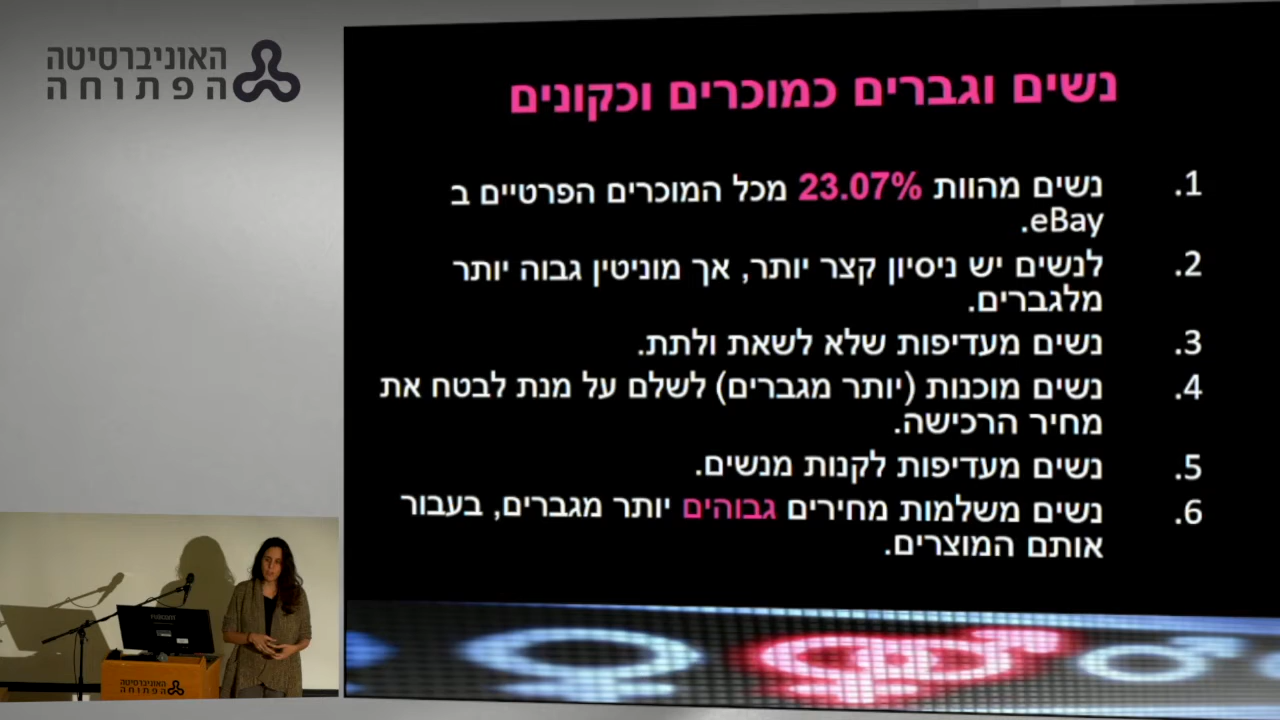 האוניברסיטה
הפתוחה
נשים וגברים כמוכרים וכקונים
1. נשים מהוות 23.07% מכל המוכרים הפרטיים ב
eBay.
2. לנשים יש ניסיון קצר יותר, אך מוניטין גבוה יותר
מלגברים.
3. נשים מעדיפות שלא לשאת ולתת.
4. נשים מוכנות (יותר מגברים) לשלם על מנת לבטח את
מחיר הרכישה.
5. נשים מעדיפות לקנות מנשים.
6. נשים משלמות מחירים גבוהים יותר מגברים, בעבור
אותם המוצרים.
האוניברסיטה
הפתוחה